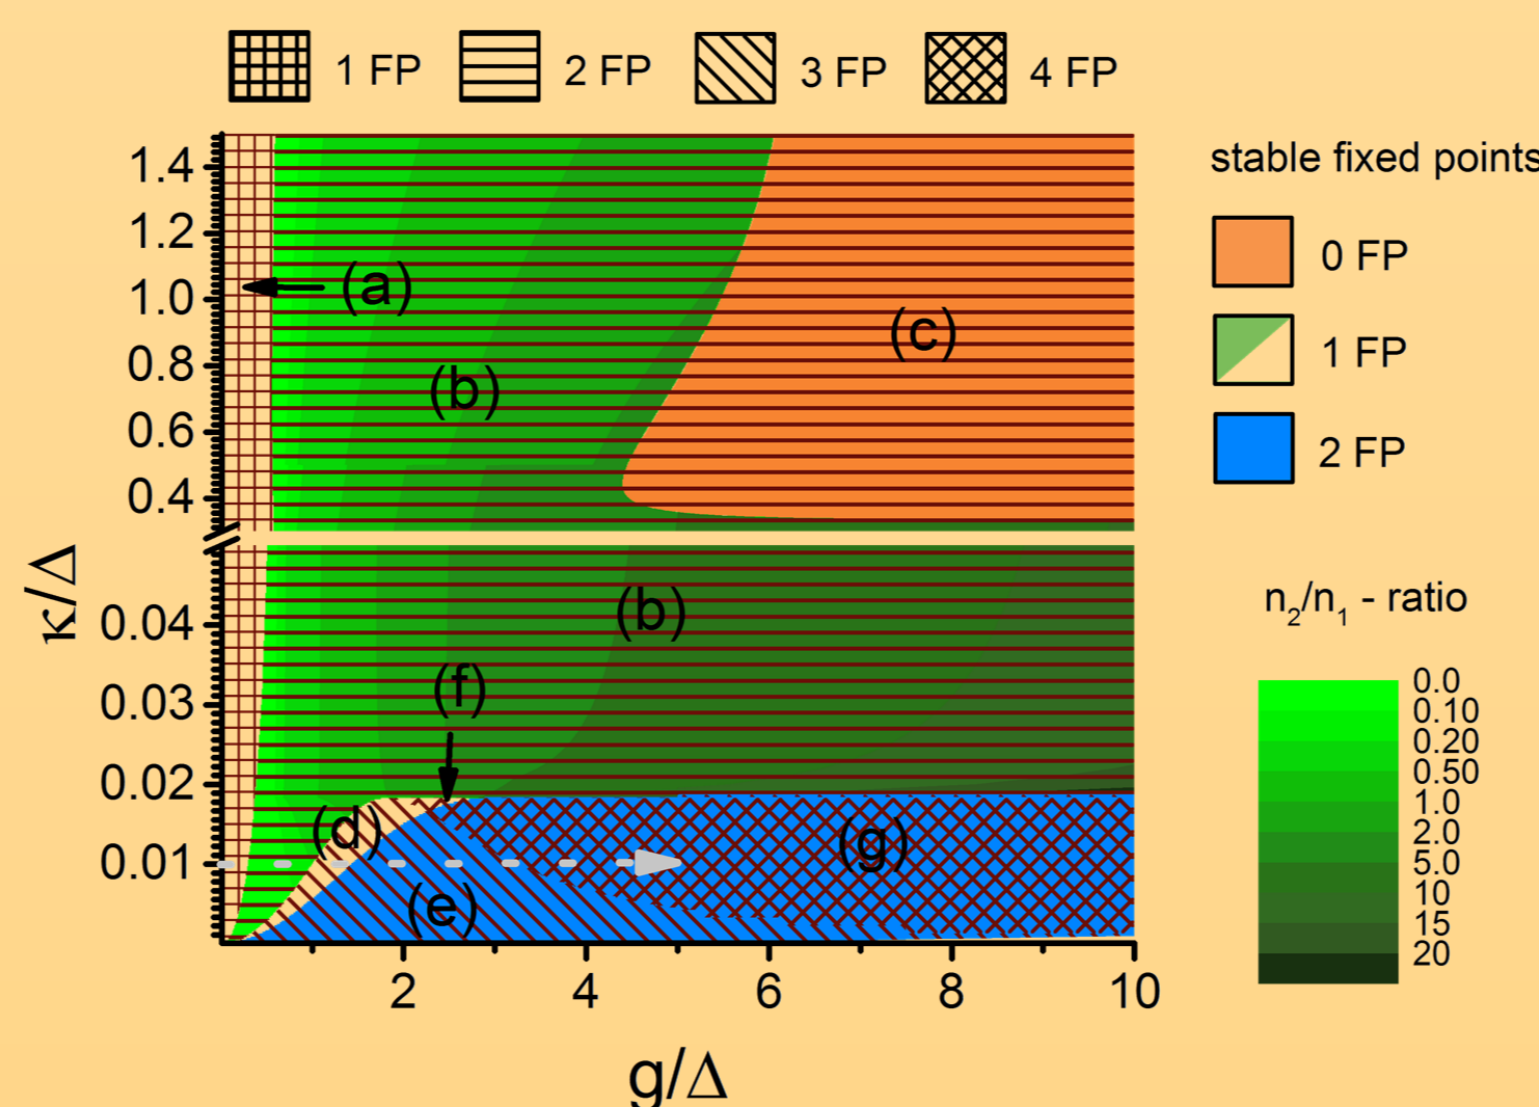 1 FP 2 FP 3 FP 4 FP
stable fixed points
0 FP
1 FP
2 FP
n2/n1 - ratio
0.0
0.10
0.20
0.50
1.0
2.0
5.0
10
15
20
κ/Δ
1.4
1.2
1.0
0.8
0.6
0.4
0.04
0.03
0.02
0.01
(a)
(b)
(c)
(b)
(f)
(d)
(g)
(e)
2 4 6 8 10
g/Δ